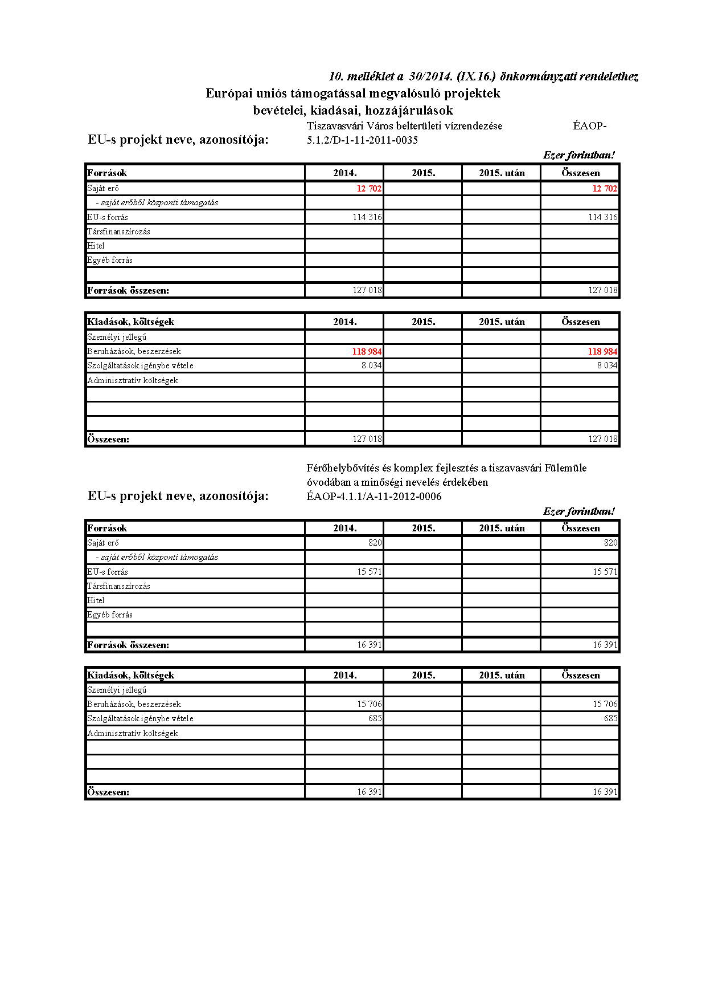 10. melléklet a 30/2014. (IX.16.) önkormányzati rendelethez
Európai uniós támogatással megvalósuló projektek
bevételei, kiadásai, hozzájárulások
Tiszavasvári Város belterületi vízrendezése ÉAOP-
EU-s projekt neve, azonosítója: 5.1.2/D-1-11-2011-0035
Ezer forintban!
Források 2014. 2015. 2015. után Összesen
Saját erő 12 702 12 702
- saját erőből központi támogatás
EU-s forrás 114 316 114 316
Társfinanszírozás
Hitel
Egyéb forrás
Források összesen: 127 018 127 018
Kiadások, költségek 2014. 2015. 2015. után Összesen
Személyi jellegű
Beruházások, beszerzések 118 984 118 984
Szolgáltatások igénybe vétele 8 034 8 034
Adminisztratív költségek
Összesen: 127 018 127 018
Férőhelybővítés és komplex fejlesztés a tiszavasvári Fülemüle
óvodában a minőségi nevelés érdekében
EU-s projekt neve, azonosítója: ÉAOP-4.1.1/A-11-2012-0006
Ezer forintban!
Források 2014. 2015. 2015. után Összesen
Saját erő 820 820
- saját erőből központi támogatás
EU-s forrás 15 571 15 571
Társfinanszírozás
Hitel
Egyéb forrás
Források összesen: 16 391 16 391
Kiadások, költségek 2014. 2015. 2015. után Összesen
Személyi jellegű
Beruházások, beszerzések 15 706 15 706
Szolgáltatások igénybe vétele 685 685
Adminisztratív költségek
Összesen: 16 391 16 391